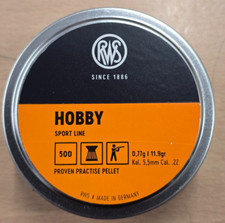 RWS
SINCE 1886
HOBBY
SPORT LINE
500
0,77g | 11.9gr
Kal. 5,5mm Cal. .22
PROVEN PRACTISE PELLET
RWS # MADE IN GERMANY